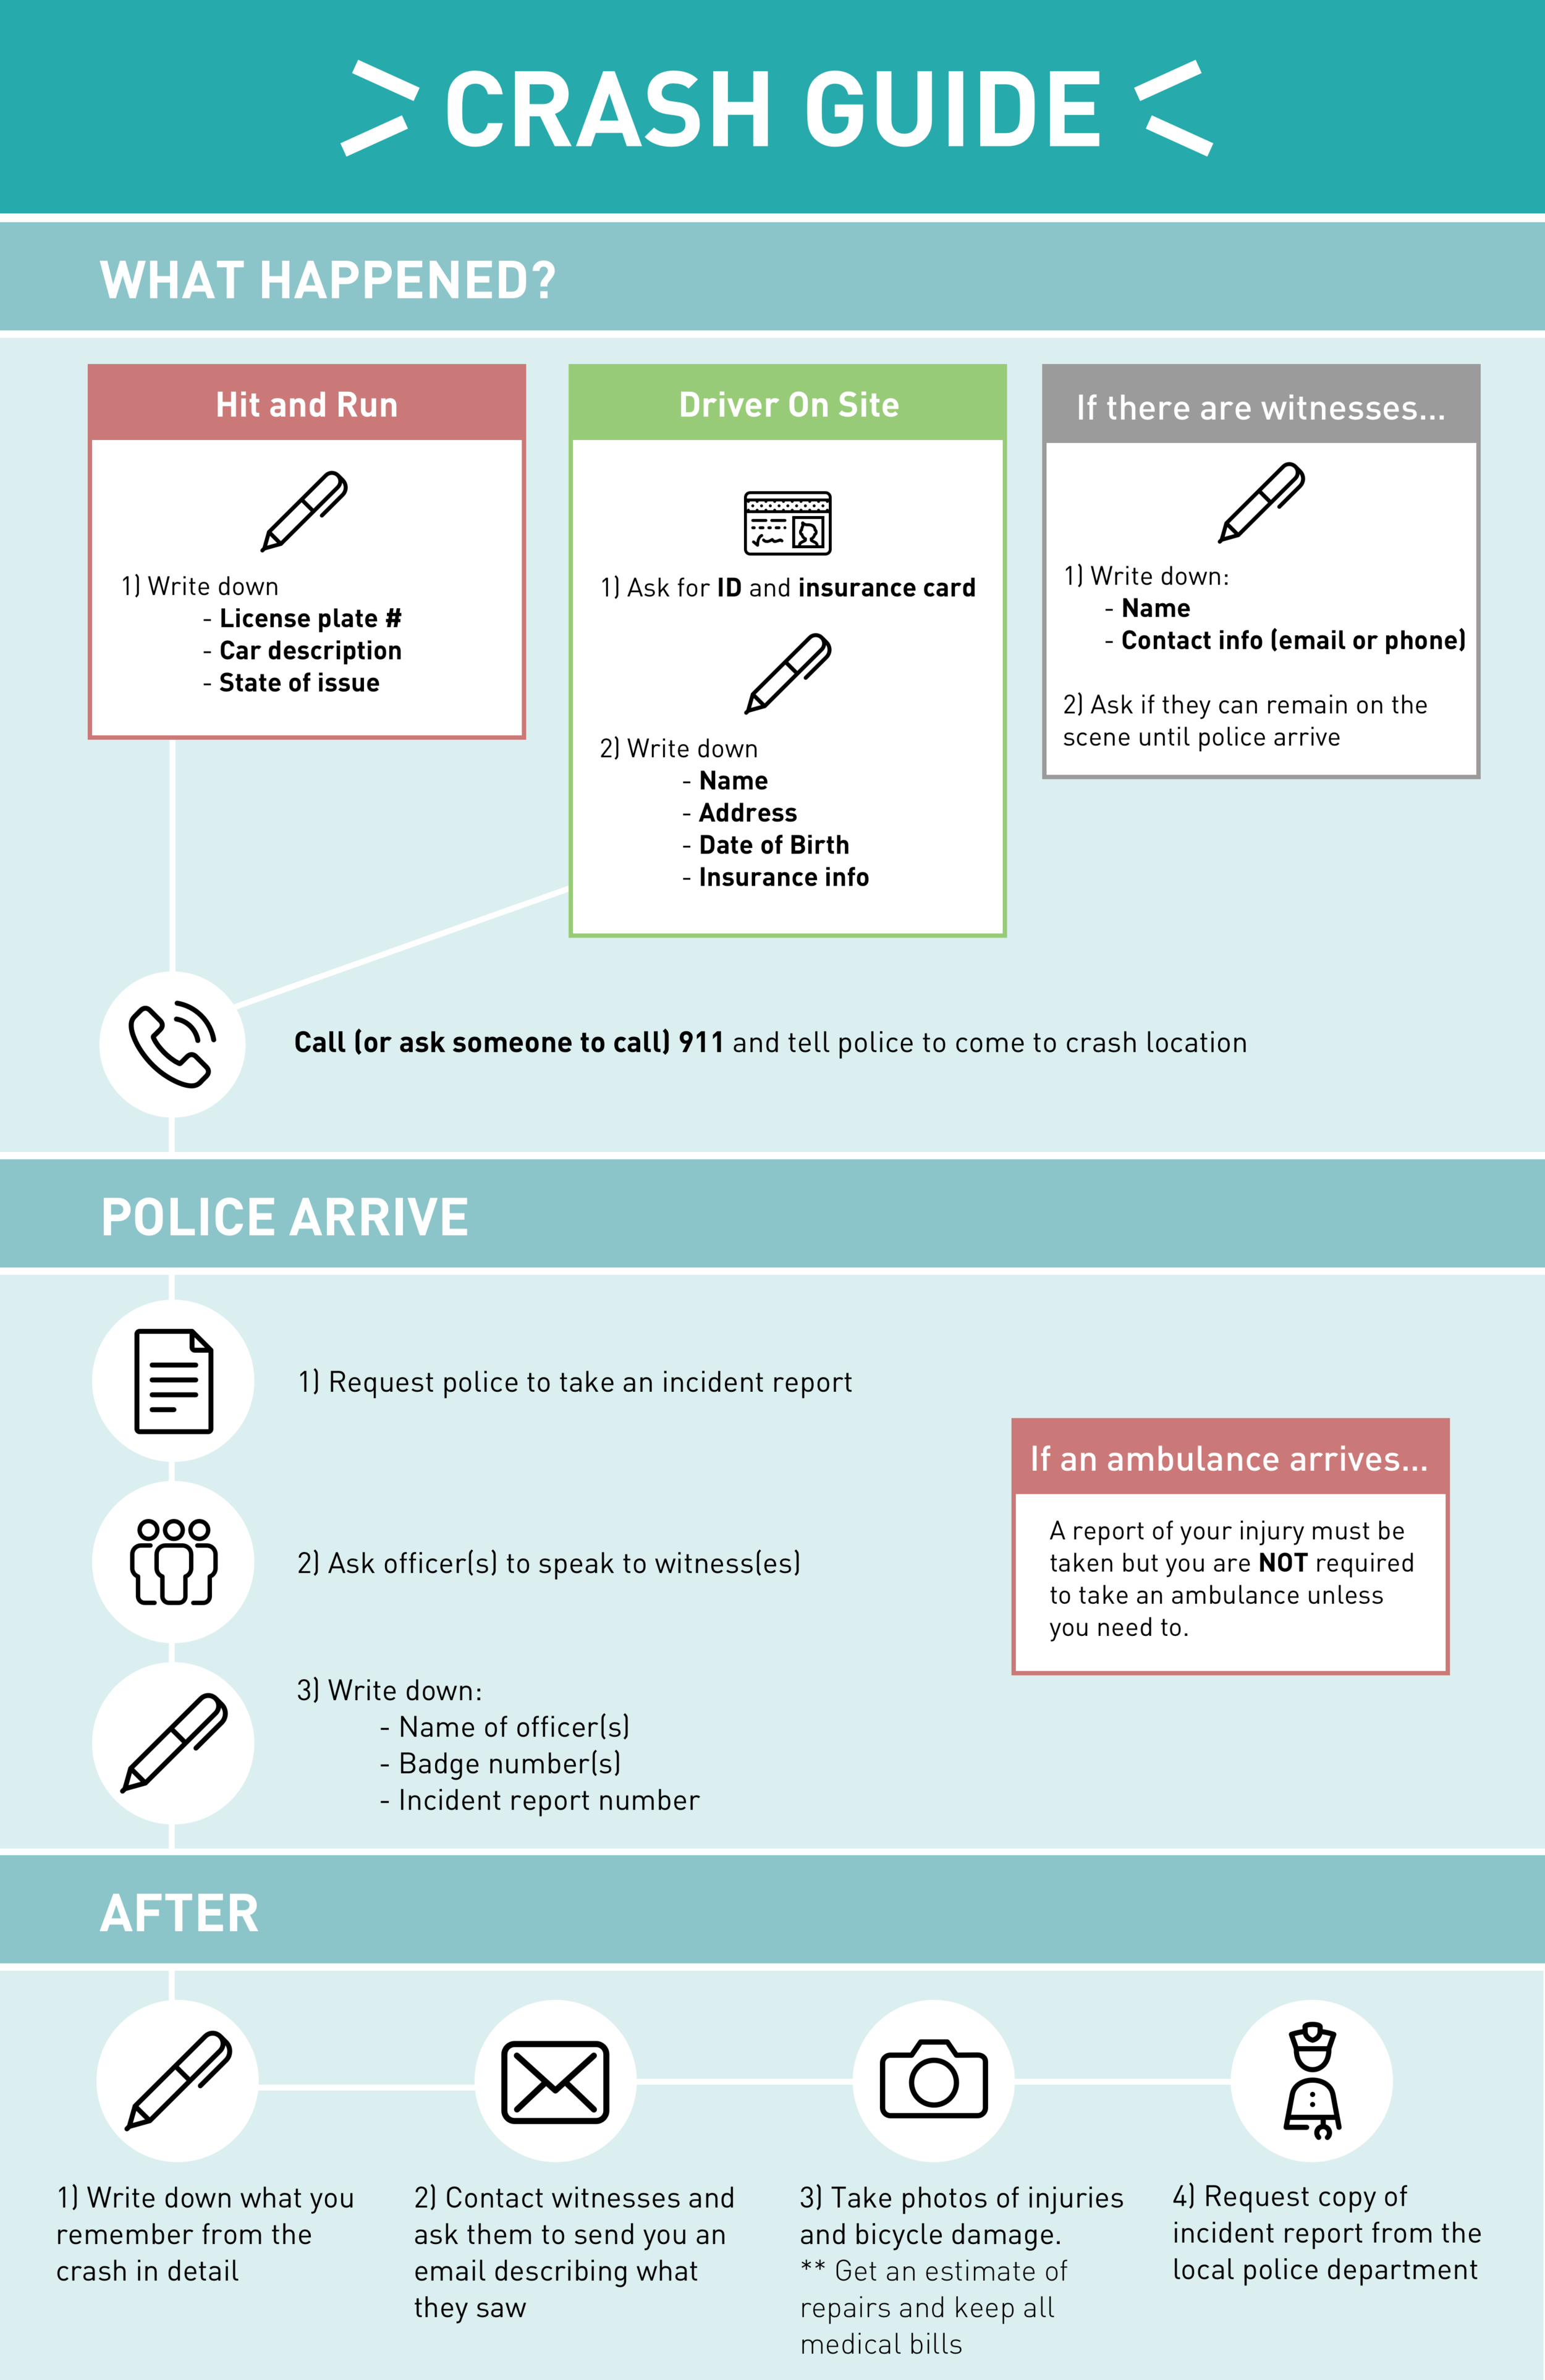 CRASH GUIDE
WHAT HAPPENED?
Hit and Run
1) Write down
- License plate #
- Car description
- State of issue
Driver On Site
1) Ask for ID and insurance card
2) Write down
- Name
- Address
- Date of Birth
- Insurance info
If there are witnesses...
1) Write down:
- Name
- Contact info (email or phone)
2) Ask if they can remain on the
scene until police arrive
Call (or ask someone to call) 911 and tell police to come to crash location
POLICE ARRIVE
1) Request police to take an incident report
2) Ask officer(s) to speak to witness(es)
3) Write down:
- Name of officer(s)
- Badge number(s)
- Incident report number
If an ambulance arrives...
A report of your injury must be
taken but you are NOT required
to take an ambulance unless
you need to.
AFTER
1) Write down what you
remember from the
crash in detail
2) Contact witnesses and
ask them to send you an
email describing what
they saw
3) Take photos of injuries
and bicycle damage.
** Get an estimate of
repairs and keep all
medical bills
4) Request copy of
incident report from the
local police department